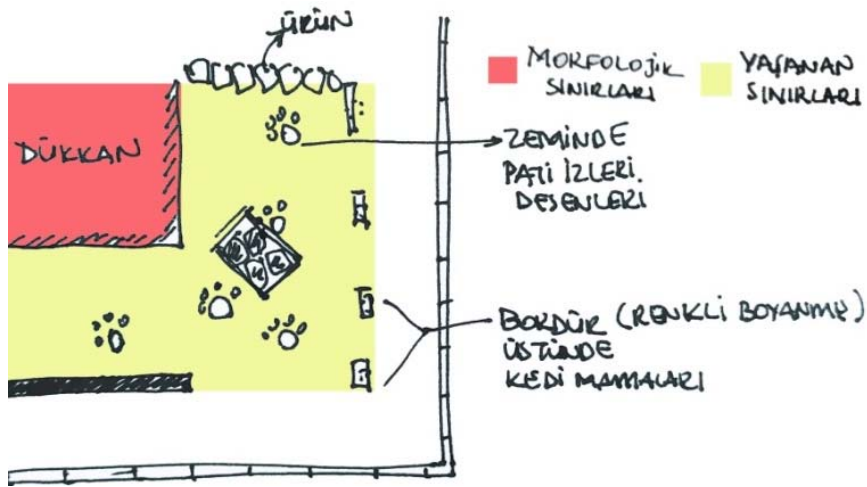 ÜRÜN
MORFOLOJİK
SINIRLARI
YAŞANAN
SINIRLARI
DÜKKAN
ZEMİNDE
PATİ İZLERİ.
DESENLERİ
BORDÜR (RENKLİ BOYANMIŞ)
ÜSTÜNDE
KEDİ MAMALARI